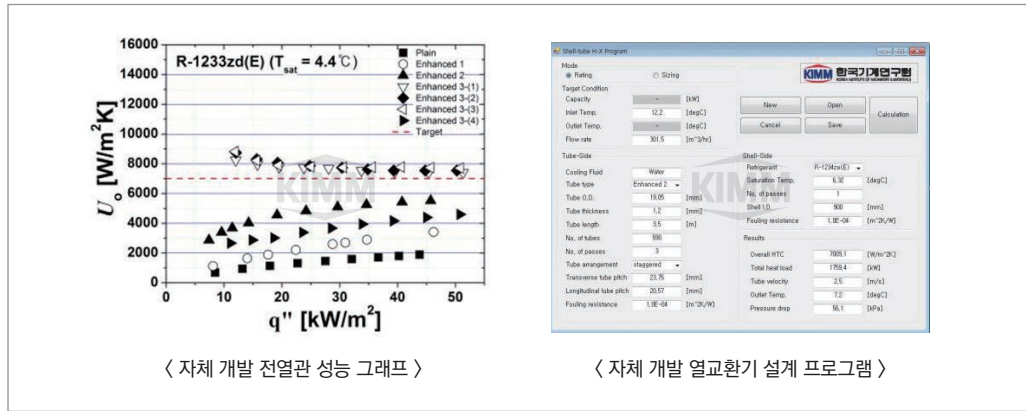 R-1233zd(E) (Tsat = 4.4℃)
Plain
Enhanced 1
Enhanced 2
Enhanced 3-(1)
Enhanced 3-(2)
Enhanced 3-(3)
Enhanced 3-(4)
Target
Uo [W/m²K]
16000
14000
12000
10000
8000
6000
4000
2000
0
0 10 20 30 40 50
q" [kW/m²]
KIMM
〈 자체 개발 전열관 성능 그래프 〉
Shell-tube H-X Program
Mode
Rating Sizing
KIMM 한국기계연구원
Target Condition
Capacity - [kW]
Inlet Temp. 12.2 [degC]
Outlet Temp. - [degC]
Flow rate 301.5 [m^3/hr]
New Open Calculation
Cancel Save
Tube-Side
Cooling Fluid Water
Tube type Enhanced 2
Tube O.D. 19.05 [mm]
Tube thickness 1.2 [mm]
Tube length 3.5 [m]
No. of tubes 590
No. of passes 3
Tube arrangement staggered
Transverse tube pitch 23.75 [mm]
Longitudinal tube pitch 20.57 [mm]
Fouling resistance 1.0E-04 [m^2K/W]
Shell-Side
Refrigerant R-1234ze(E)
Saturation Temp. 6.32 [degC]
No. of passes 1
Shell I.D. 900 [mm]
Fouling resistance 1.0E-04 [m^2K/W]
Results
Overall HTC 7009.1 [W/m^2K]
Total heat load 1759.4 [kW]
Tube velocity 2.5 [m/s]
Outlet Temp. 7.2 [degC]
Pressure drop 56.1 [kPa]
KIMM
〈 자체 개발 열교환기 설계 프로그램 〉